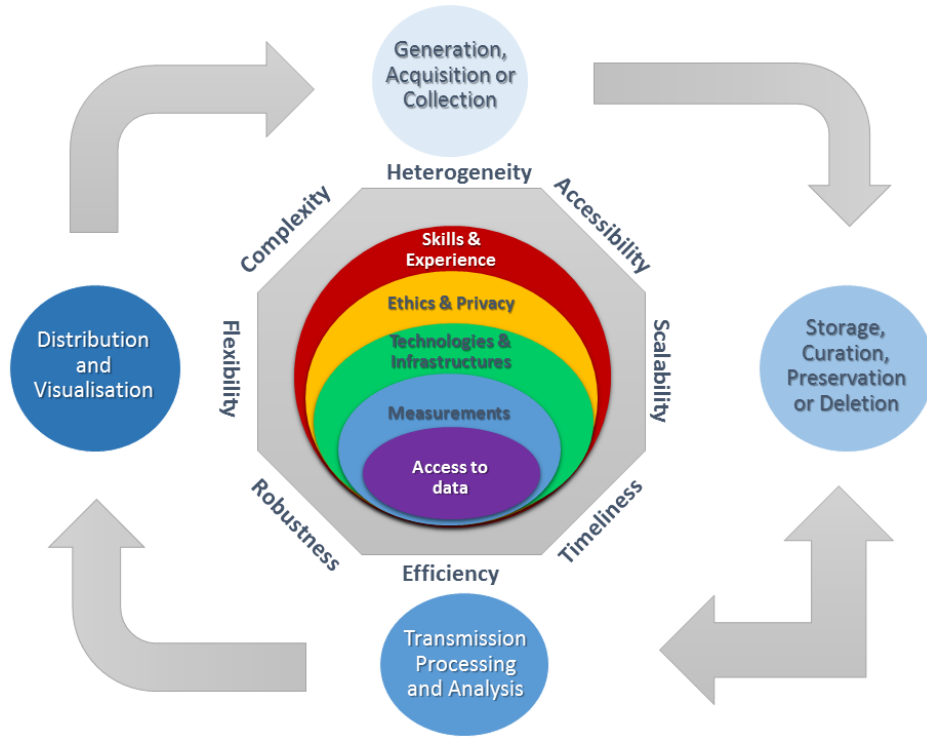 Generation,
Acquisition or
Collection
Heterogeneity
Complexity
Accessibility
Skills &
Experience
Ethics & Privacy
Technologies &
Infrastructures
Measurements
Access to
data
Flexibility
Scalability
Distribution
and
Visualisation
Storage,
Curation,
Preservation
or Deletion
Robustness
Timeliness
Efficiency
Transmission
Processing
and Analysis